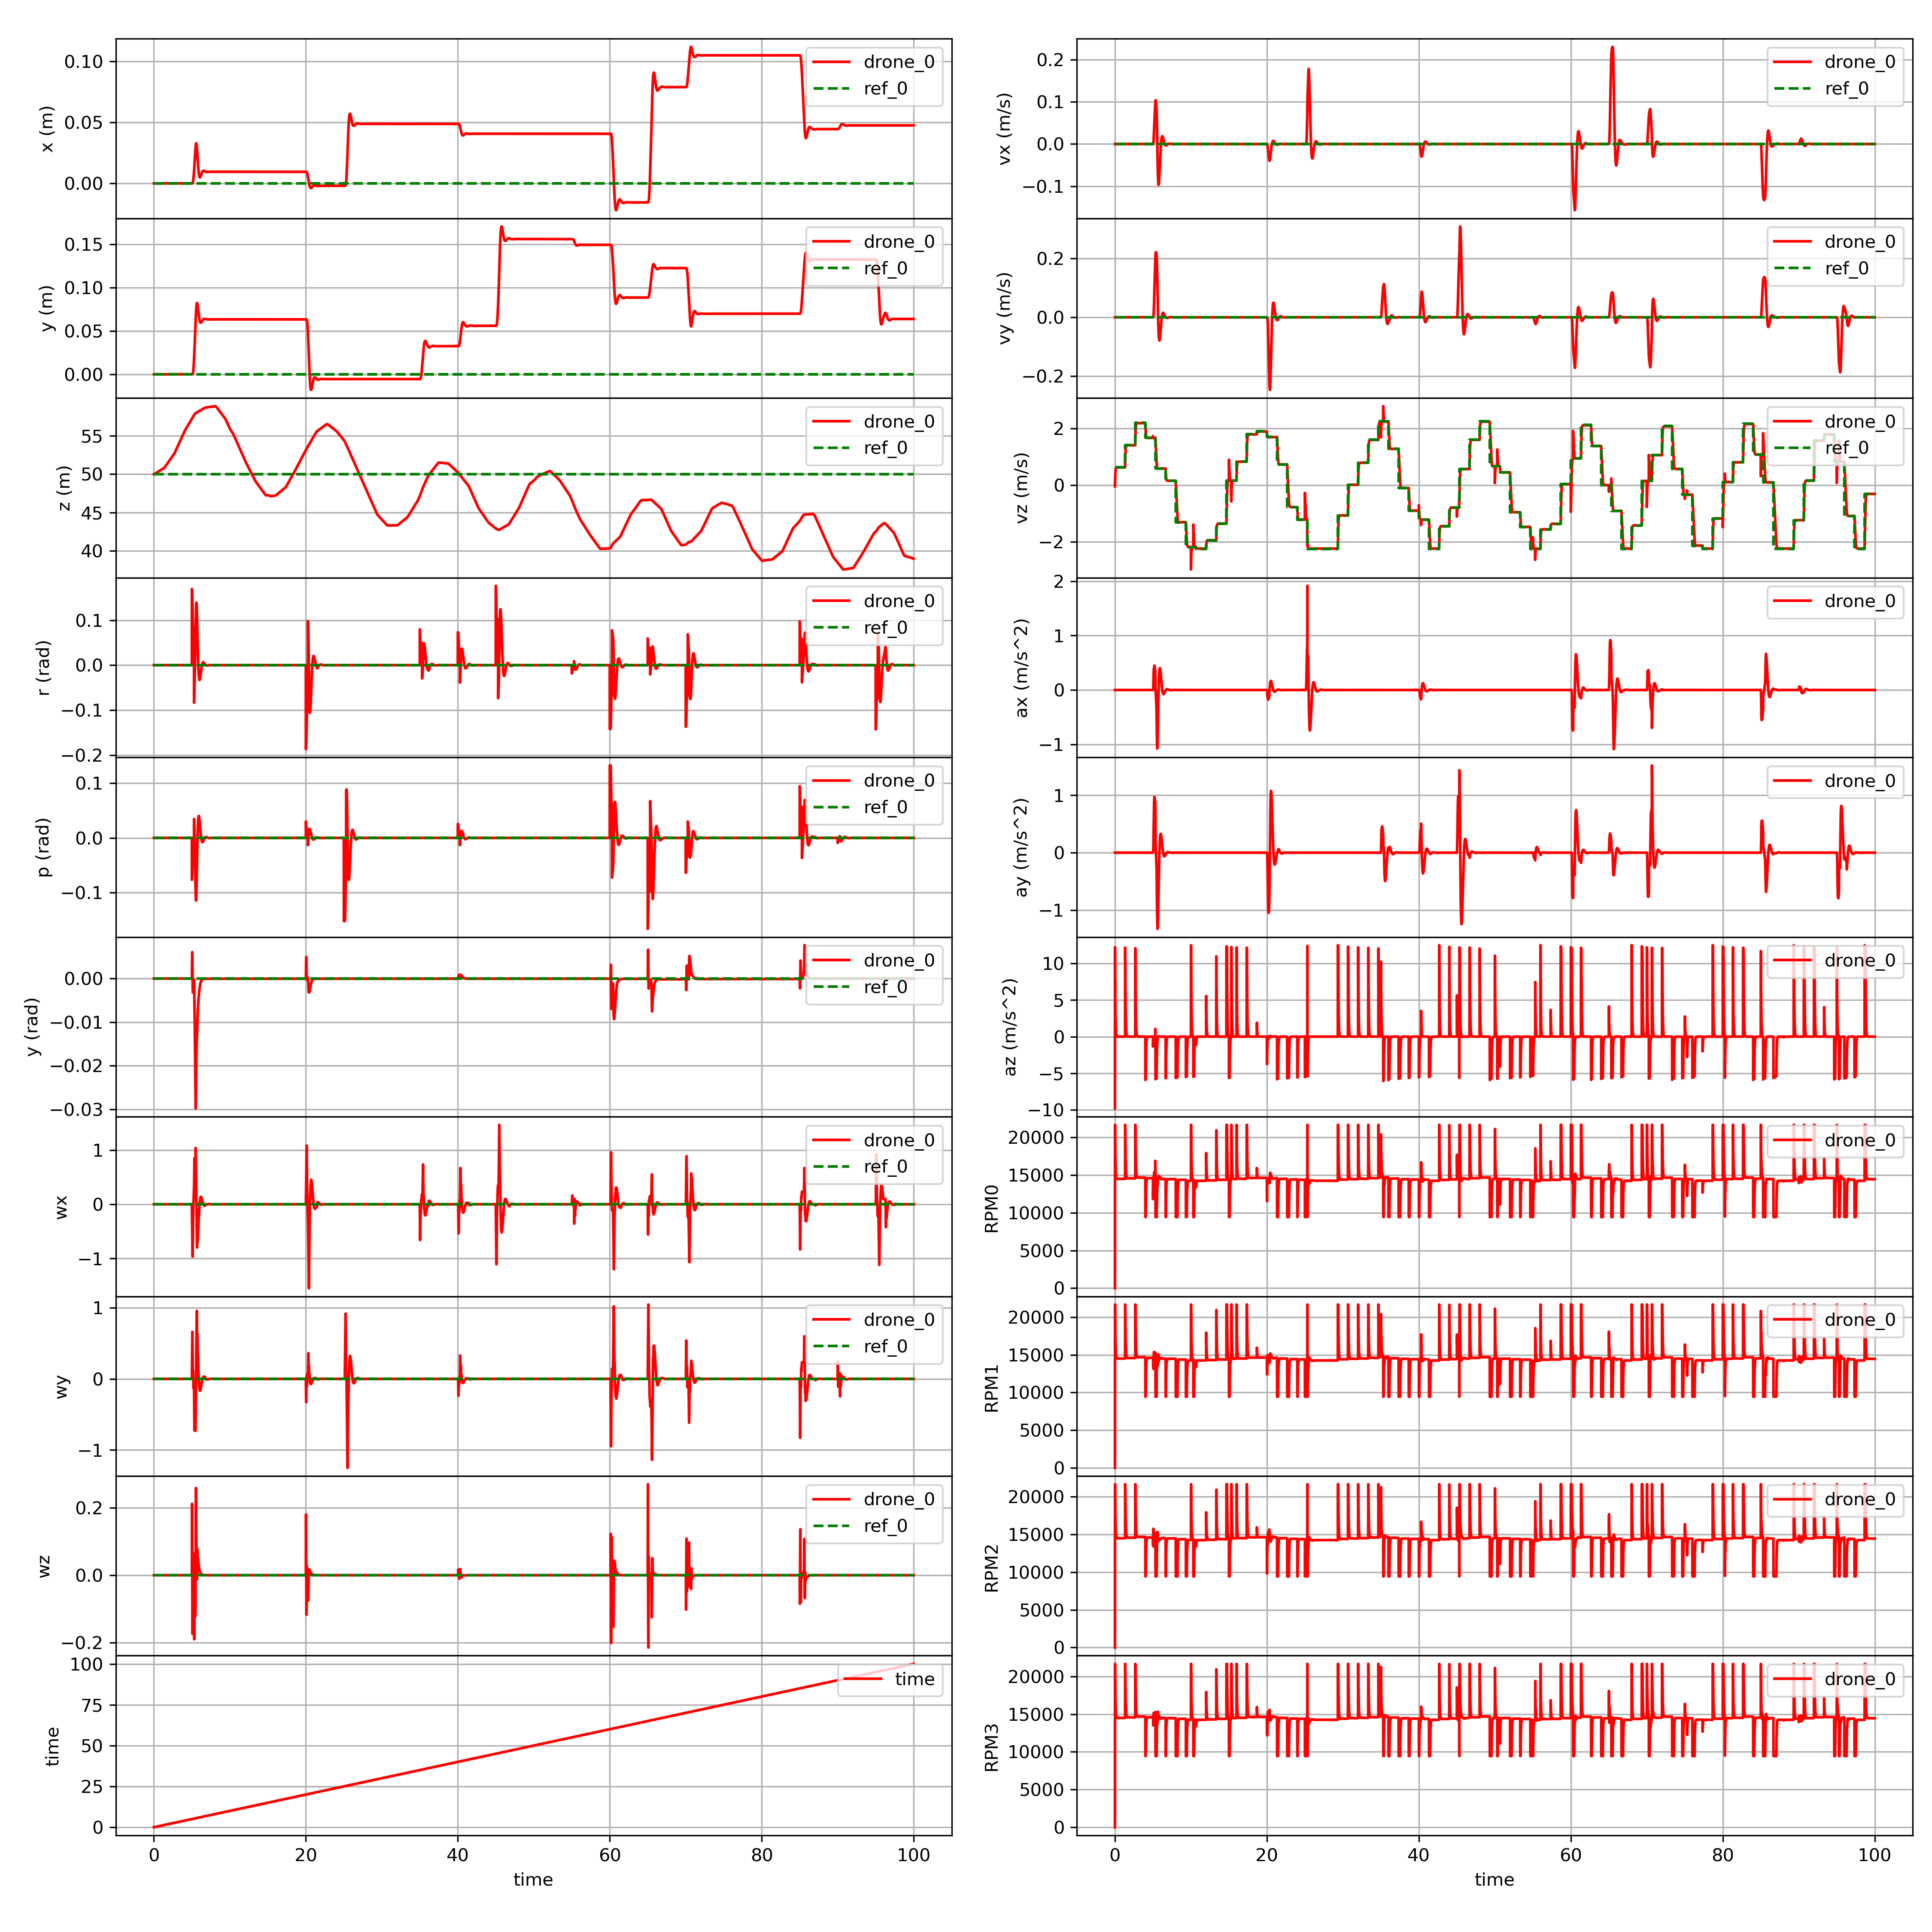 x (m)
0.10
0.05
0.00
drone_0
ref_0
y (m)
0.15
0.10
0.05
0.00
drone_0
ref_0
z (m)
55
50
45
40
drone_0
ref_0
r (rad)
0.1
0.0
−0.1
−0.2
drone_0
ref_0
p (rad)
0.1
0.0
−0.1
drone_0
ref_0
y (rad)
0.00
−0.01
−0.02
−0.03
drone_0
ref_0
wx
1
0
−1
drone_0
ref_0
wy
1
0
−1
drone_0
ref_0
wz
0.2
0.0
−0.2
drone_0
ref_0
time
100
75
50
25
0
time
0 20 40 60 80 100
time
vx (m/s)
0.2
0.1
0.0
−0.1
drone_0
ref_0
vy (m/s)
0.2
0.0
−0.2
drone_0
ref_0
vz (m/s)
2
0
−2
drone_0
ref_0
ax (m/s^2)
2
1
0
−1
drone_0
ay (m/s^2)
1
0
−1
drone_0
az (m/s^2)
10
5
0
−5
−10
drone_0
RPM0
20000
15000
10000
5000
0
drone_0
RPM1
20000
15000
10000
5000
0
drone_0
RPM2
20000
15000
10000
5000
0
drone_0
RPM3
20000
15000
10000
5000
0
drone_0
0 20 40 60 80 100
time